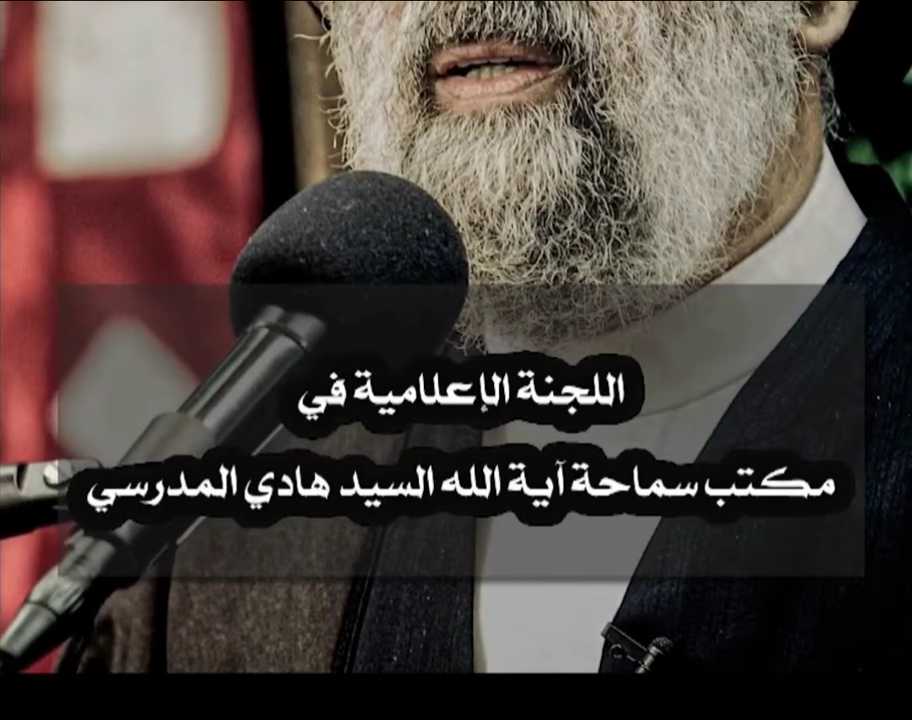 اللجنة الإعلامية في
مكتب سماحة آية الله السيد هادي المدرسي